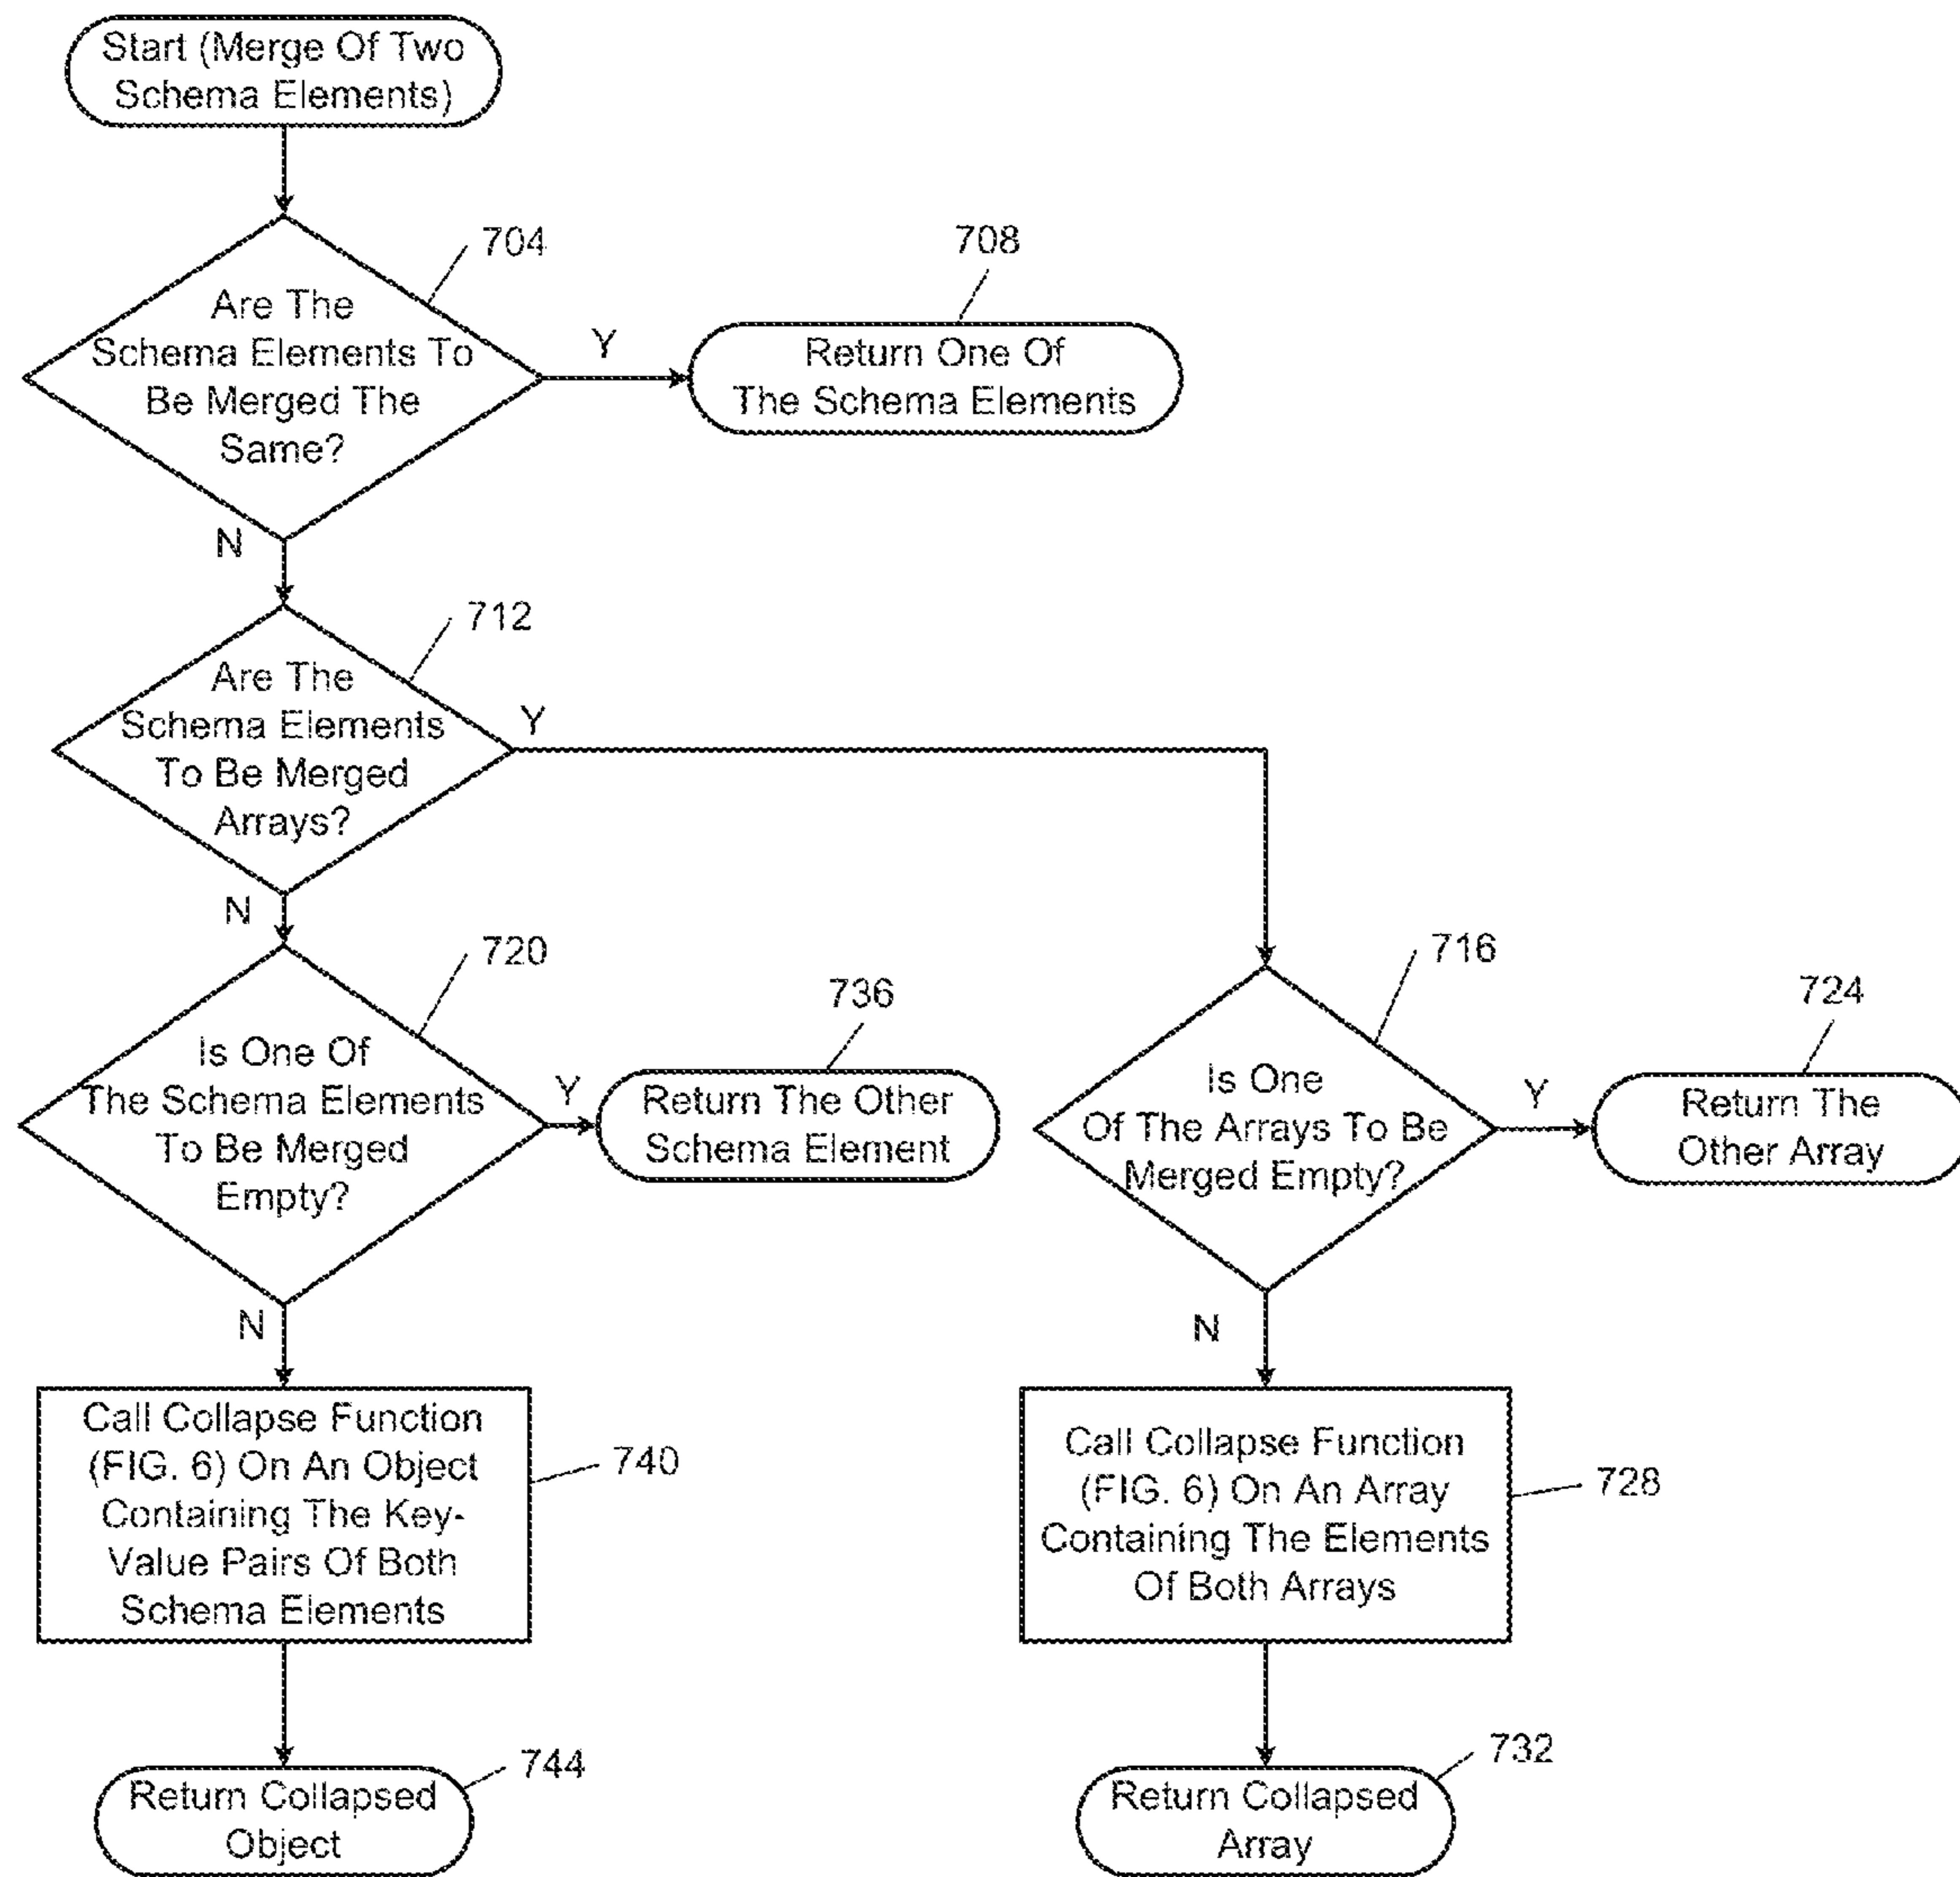 Start (Merge Of Two
Schema Elements)
704
Are The
Schema Elements To
Be Merged The
Same?
Y
708
Return One Of
The Schema Elements
N
712
Are The
Schema Elements
To Be Merged
Arrays?
Y
N
720
Is One Of
The Schema Elements
To Be Merged
Empty?
Y
736
Return The Other
Schema Element
716
Is One
Of The Arrays To Be
Merged Empty?
Y
724
Return The
Other Array
N
Call Collapse Function
(FIG. 6) On An Object
Containing The Key-
Value Pairs Of Both
Schema Elements
740
N
Call Collapse Function
(FIG. 6) On An Array
Containing The Elements
Of Both Arrays
728
744
Return Collapsed
Object
732
Return Collapsed
Array